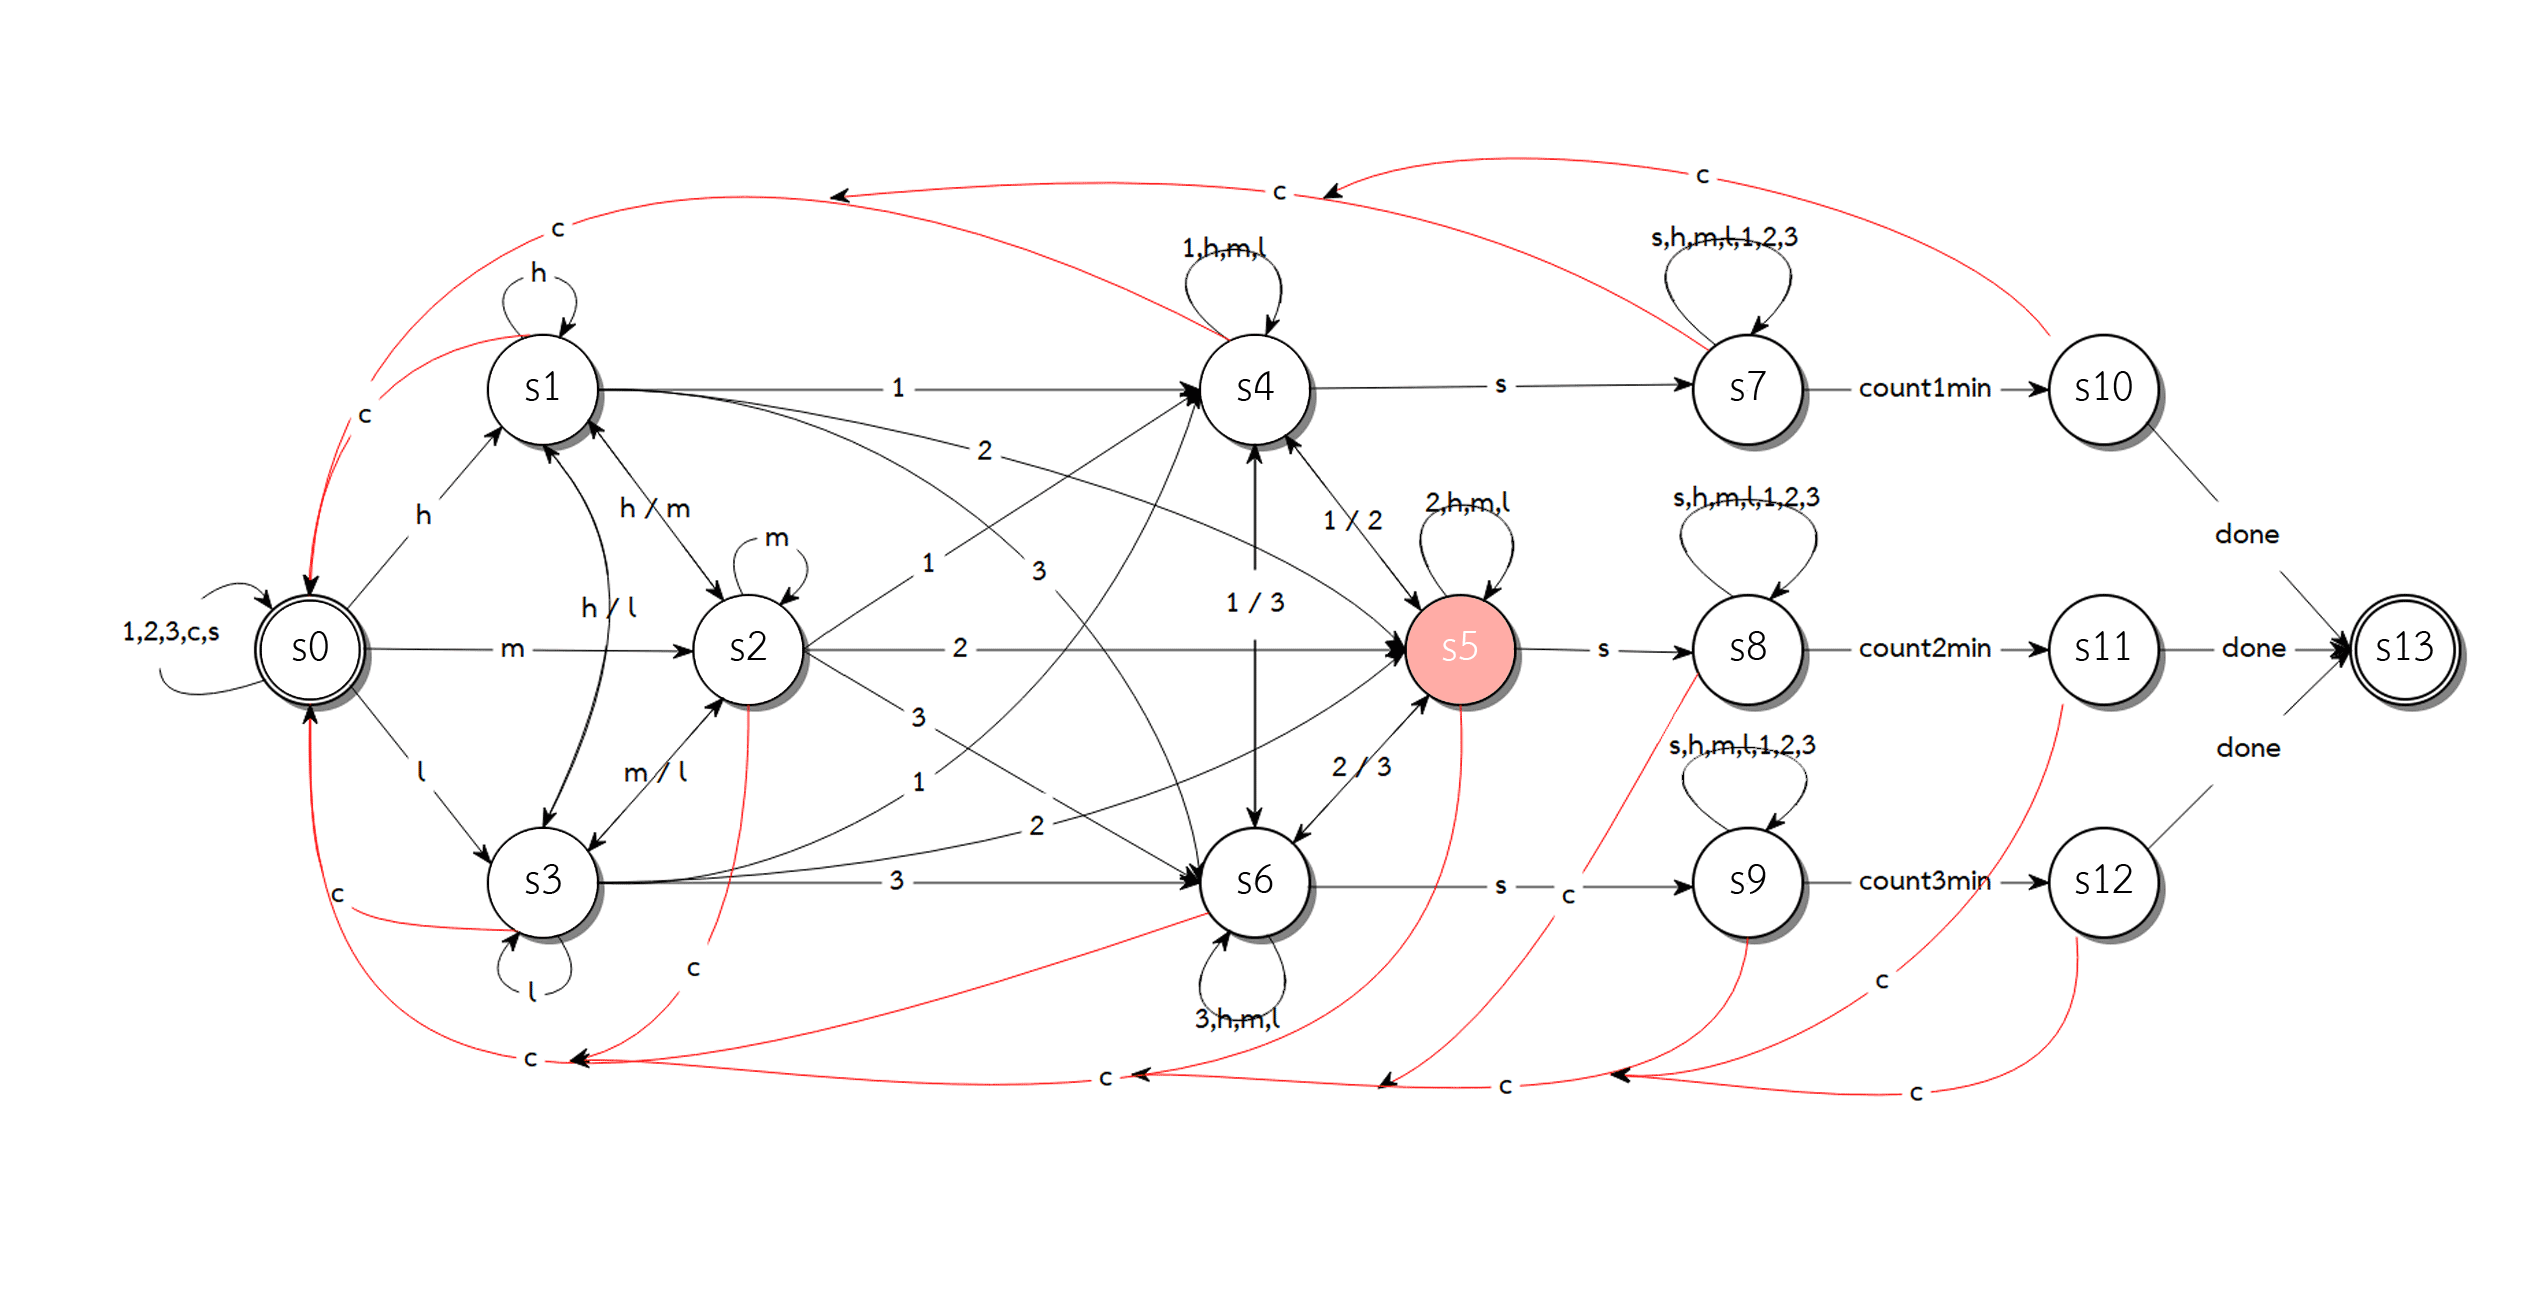 c
c
c
h
1,h,m,l
s,h,m,l,1,2,3
s1
1
s4
s
s7
count1min
s10
c
2
h
h / m
1 / 2
2,h,m,l
s,h,m,l,1,2,3
done
m
1
3
h / l
1 / 3
1,2,3,c,s
s0
m
s2
2
s5
s
s8
count2min
s11
done
s13
3
l
m / l
1
2 / 3
s,h,m,l,1,2,3
done
2
s3
3
s6
s
c
s9
count3min
s12
c
c
c
l
3,h,m,l
c
c
c
c